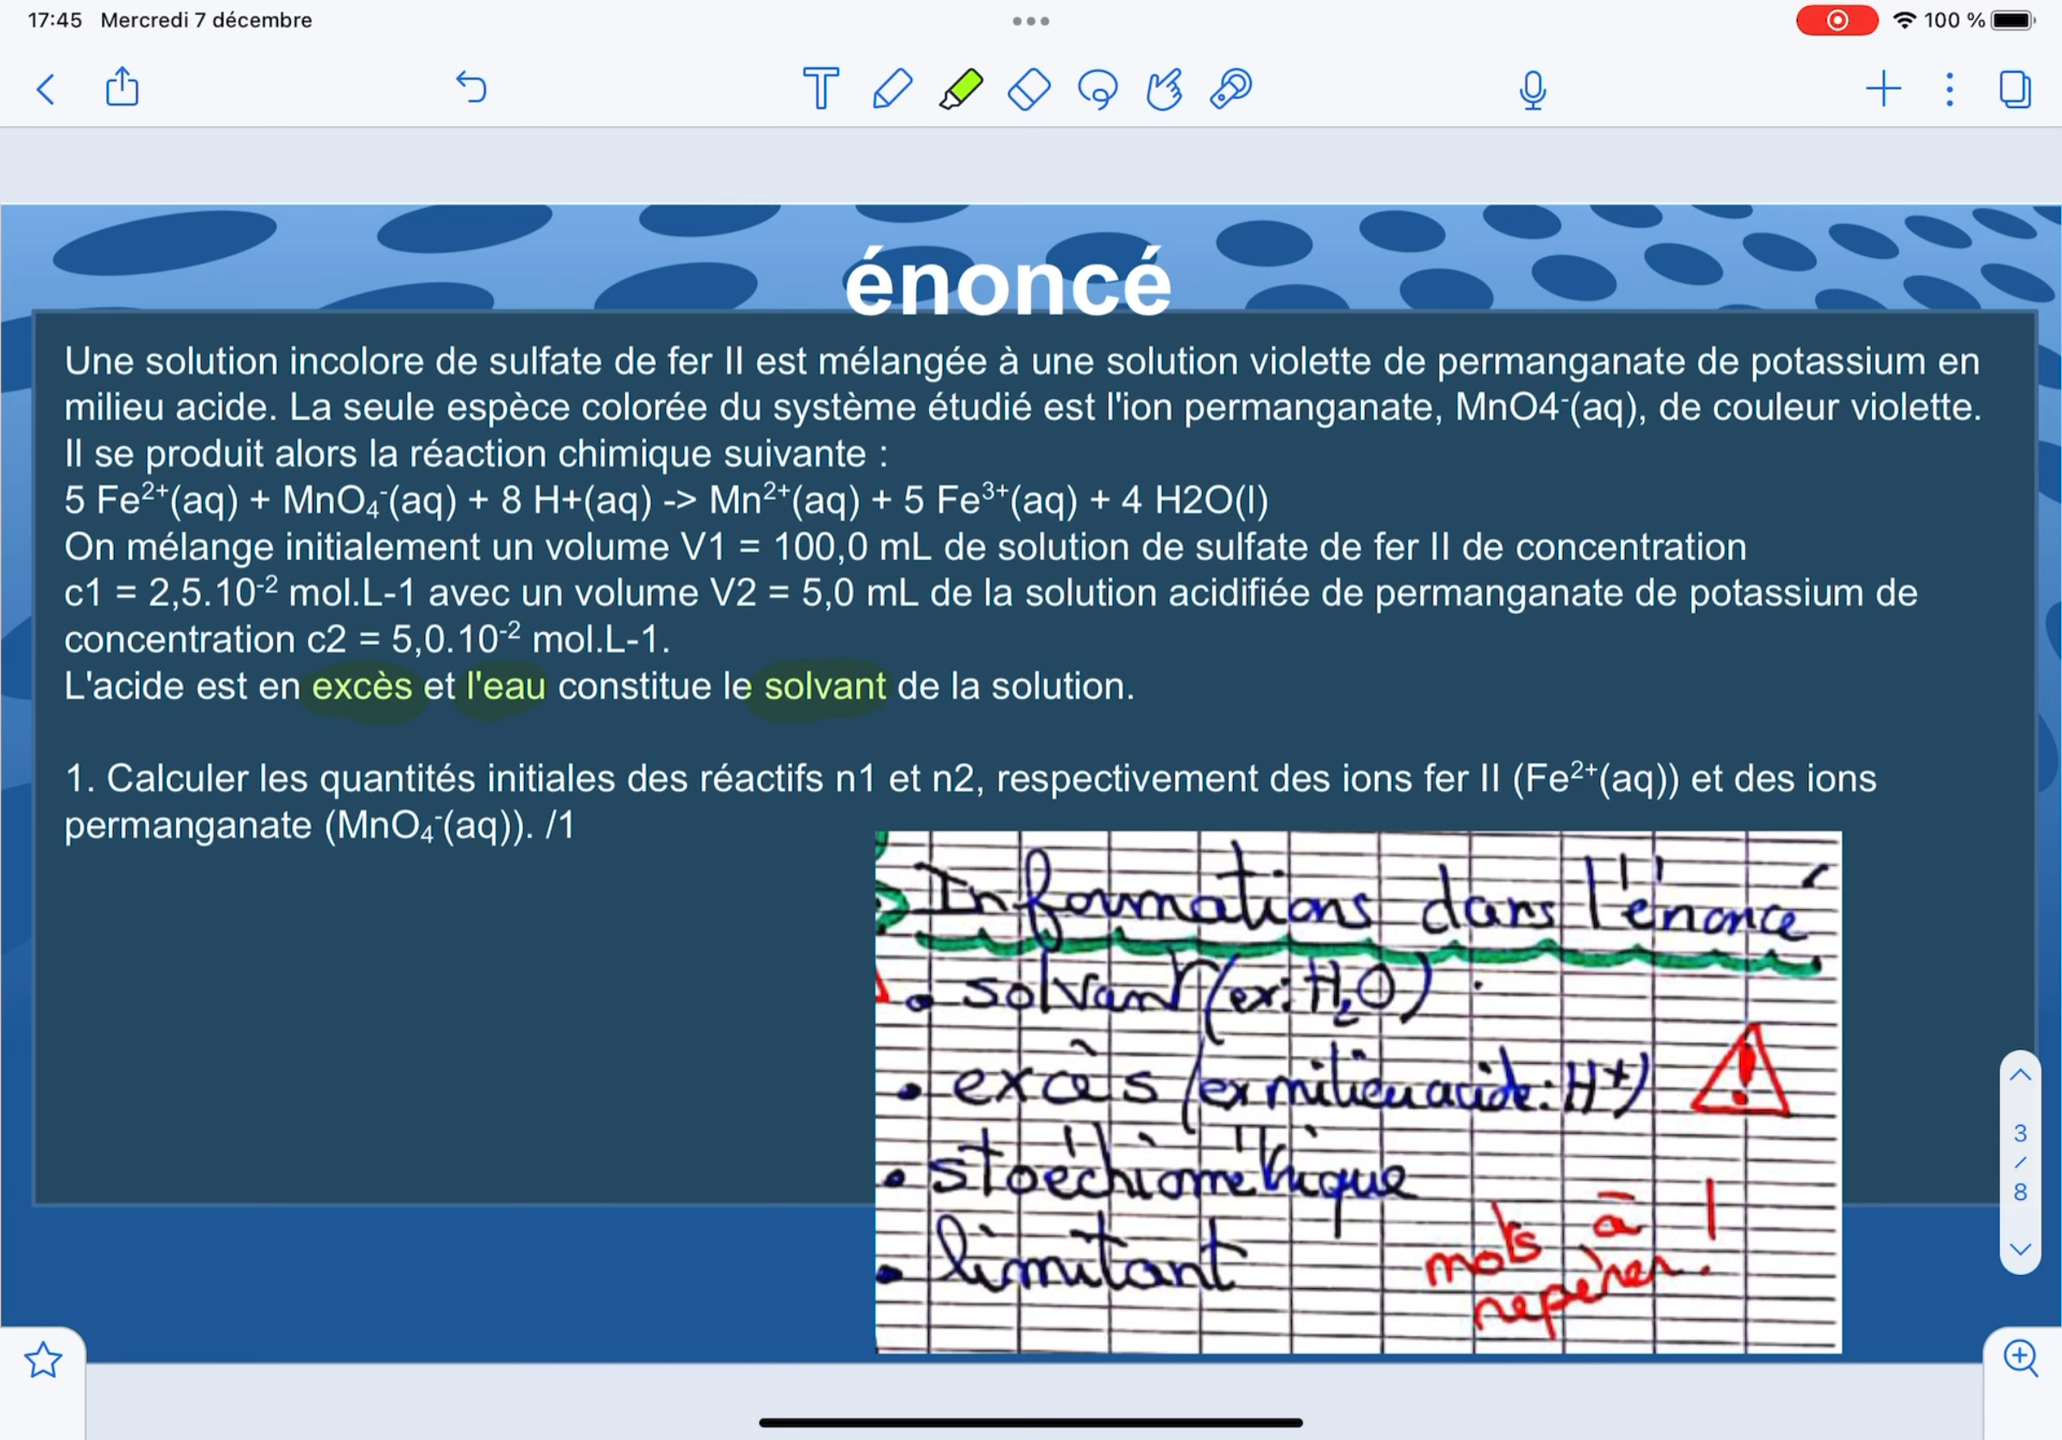 17:45 Mercredi 7 décembre
100 %
énoncé
Une solution incolore de sulfate de fer II est mélangée à une solution violette de permanganate de potassium en
milieu acide. La seule espèce colorée du système étudié est l'ion permanganate, MnO4⁻(aq), de couleur violette.
Il se produit alors la réaction chimique suivante :
5 Fe²⁺(aq) + MnO₄⁻(aq) + 8 H+(aq) -> Mn²⁺(aq) + 5 Fe³⁺(aq) + 4 H2O(l)
On mélange initialement un volume V1 = 100,0 mL de solution de sulfate de fer II de concentration
c1 = 2,5.10⁻² mol.L-1 avec un volume V2 = 5,0 mL de la solution acidifiée de permanganate de potassium de
concentration c2 = 5,0.10⁻² mol.L-1.
L'acide est en excès et l'eau constitue le solvant de la solution.
1. Calculer les quantités initiales des réactifs n1 et n2, respectivement des ions fer II (Fe²⁺(aq)) et des ions
permanganate (MnO₄⁻(aq)). /1
Informations dans l'énoncé
• solvant (ex: H₂O)
• excès (ex milieu acide: H⁺)
!
• stoéchiométrique
• limitant
mots à
repérer.
!
3
/
8